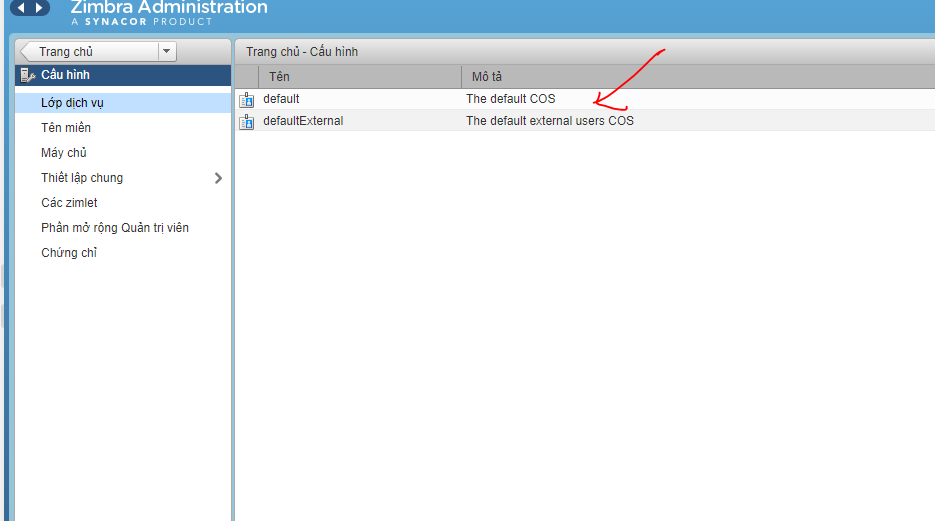 Zimbra Administration
A SYNACOR PRODUCT
Trang chủ
Trang chủ - Cấu hình
Cấu hình
Tên
Mô tả
Lớp dịch vụ
default
The default COS
Tên miền
defaultExternal
The default external users COS
Máy chủ
Thiết lập chung
Các zimlet
Phần mở rộng Quản trị viên
Chứng chỉ